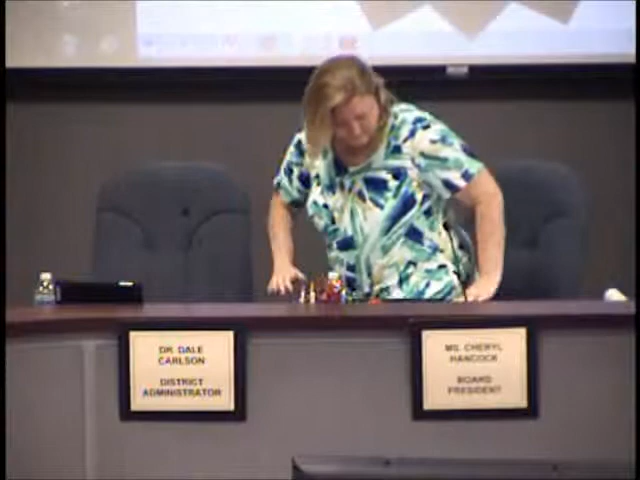 DR. DALE
CARLSON
DISTRICT
ADMINISTRATOR
MS. CHERYL
HANCOCK
BOARD
PRESIDENT